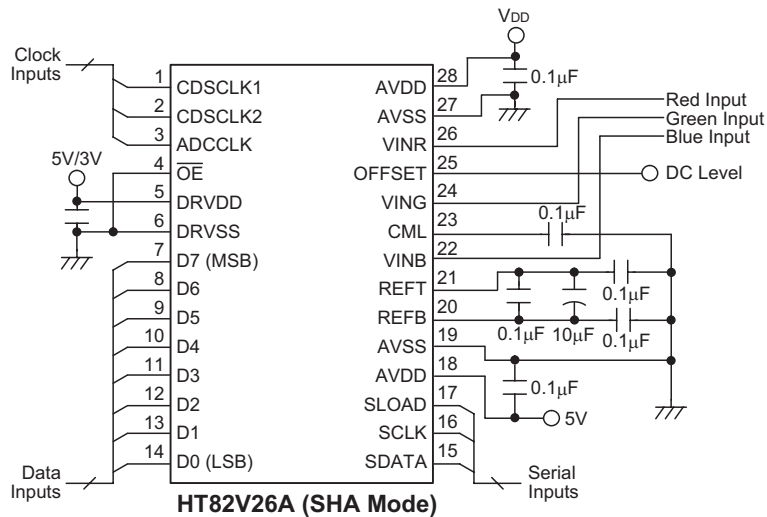 VDD
Clock
Inputs
0.1µF
1 CDSCLK1 AVDD 28
2 CDSCLK2 AVSS 27
3 ADCCLK VINR 26
4 OE OFFSET 25
5 DRVDD VING 24
6 DRVSS CML 23
7 D7 (MSB) VINB 22
8 D6 REFT 21
9 D5 REFB 20
10 D4 AVSS 19
11 D3 AVDD 18
12 D2 SLOAD 17
13 D1 SCLK 16
14 D0 (LSB) SDATA 15
5V/3V
Red Input
Green Input
Blue Input
DC Level
0.1µF
0.1µF
0.1µF 10µF 0.1µF
0.1µF
5V
Data
Inputs
Serial
Inputs
HT82V26A (SHA Mode)